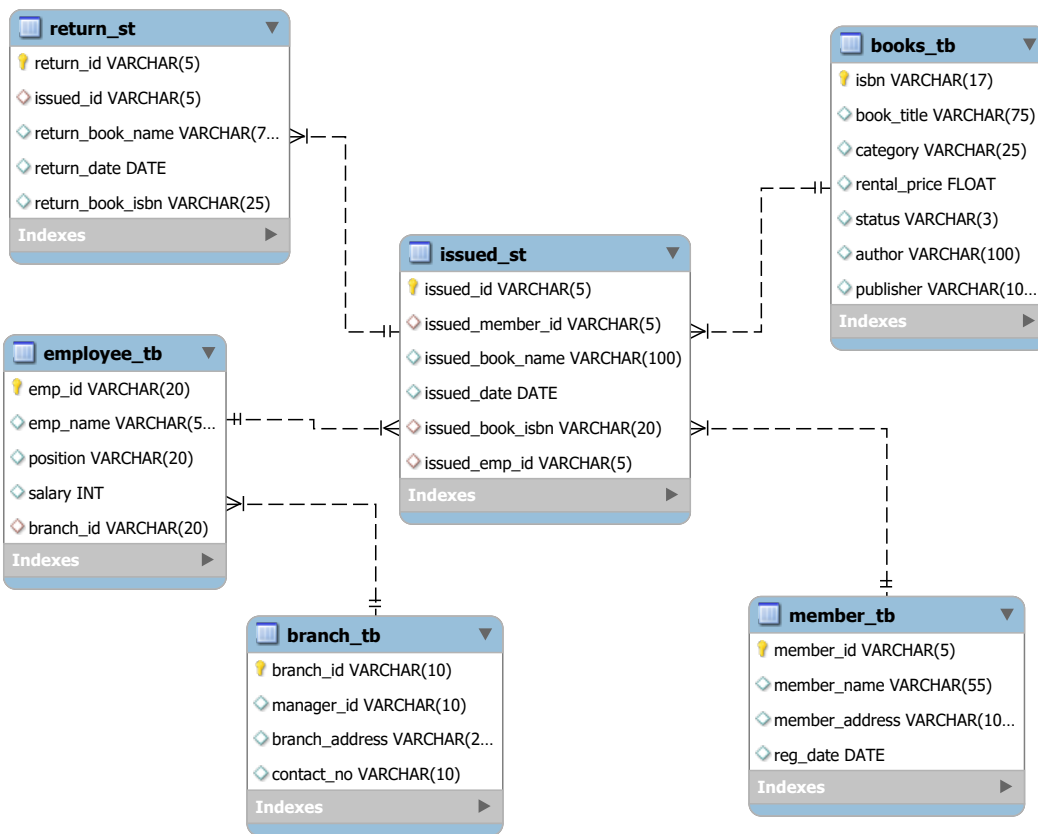 return_st
return_id VARCHAR(5)
issued_id VARCHAR(5)
return_book_name VARCHAR(7...
return_date DATE
return_book_isbn VARCHAR(25)
Indexes
books_tb
isbn VARCHAR(17)
book_title VARCHAR(75)
category VARCHAR(25)
rental_price FLOAT
status VARCHAR(3)
author VARCHAR(100)
publisher VARCHAR(10...
Indexes
issued_st
issued_id VARCHAR(5)
issued_member_id VARCHAR(5)
issued_book_name VARCHAR(100)
issued_date DATE
issued_book_isbn VARCHAR(20)
issued_emp_id VARCHAR(5)
Indexes
employee_tb
emp_id VARCHAR(20)
emp_name VARCHAR(5...
position VARCHAR(20)
salary INT
branch_id VARCHAR(20)
Indexes
branch_tb
branch_id VARCHAR(10)
manager_id VARCHAR(10)
branch_address VARCHAR(2...
contact_no VARCHAR(10)
Indexes
member_tb
member_id VARCHAR(5)
member_name VARCHAR(55)
member_address VARCHAR(10...
reg_date DATE
Indexes